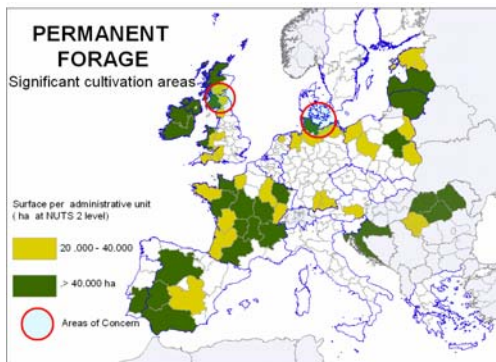 PERMANENT
FORAGE
Significant cultivation areas
Surface per administrative unit
( ha at NUTS 2 level)
20 .000 - 40.000
.> 40.000 ha
Areas of Concern